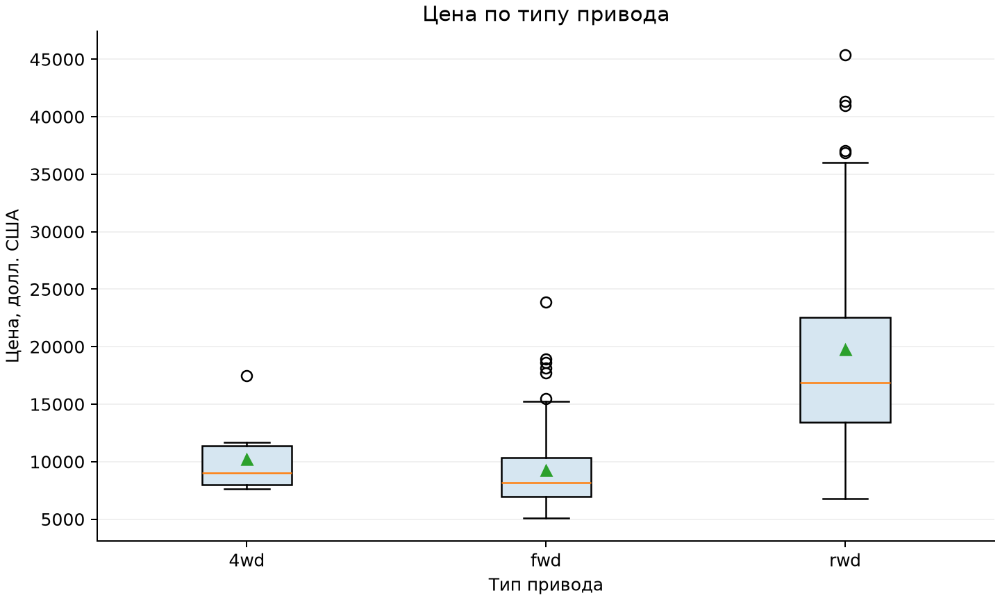 Цена по типу привода
Цена, долл. США
45000
40000
35000
30000
25000
20000
15000
10000
5000
4wd fwd rwd
Тип привода